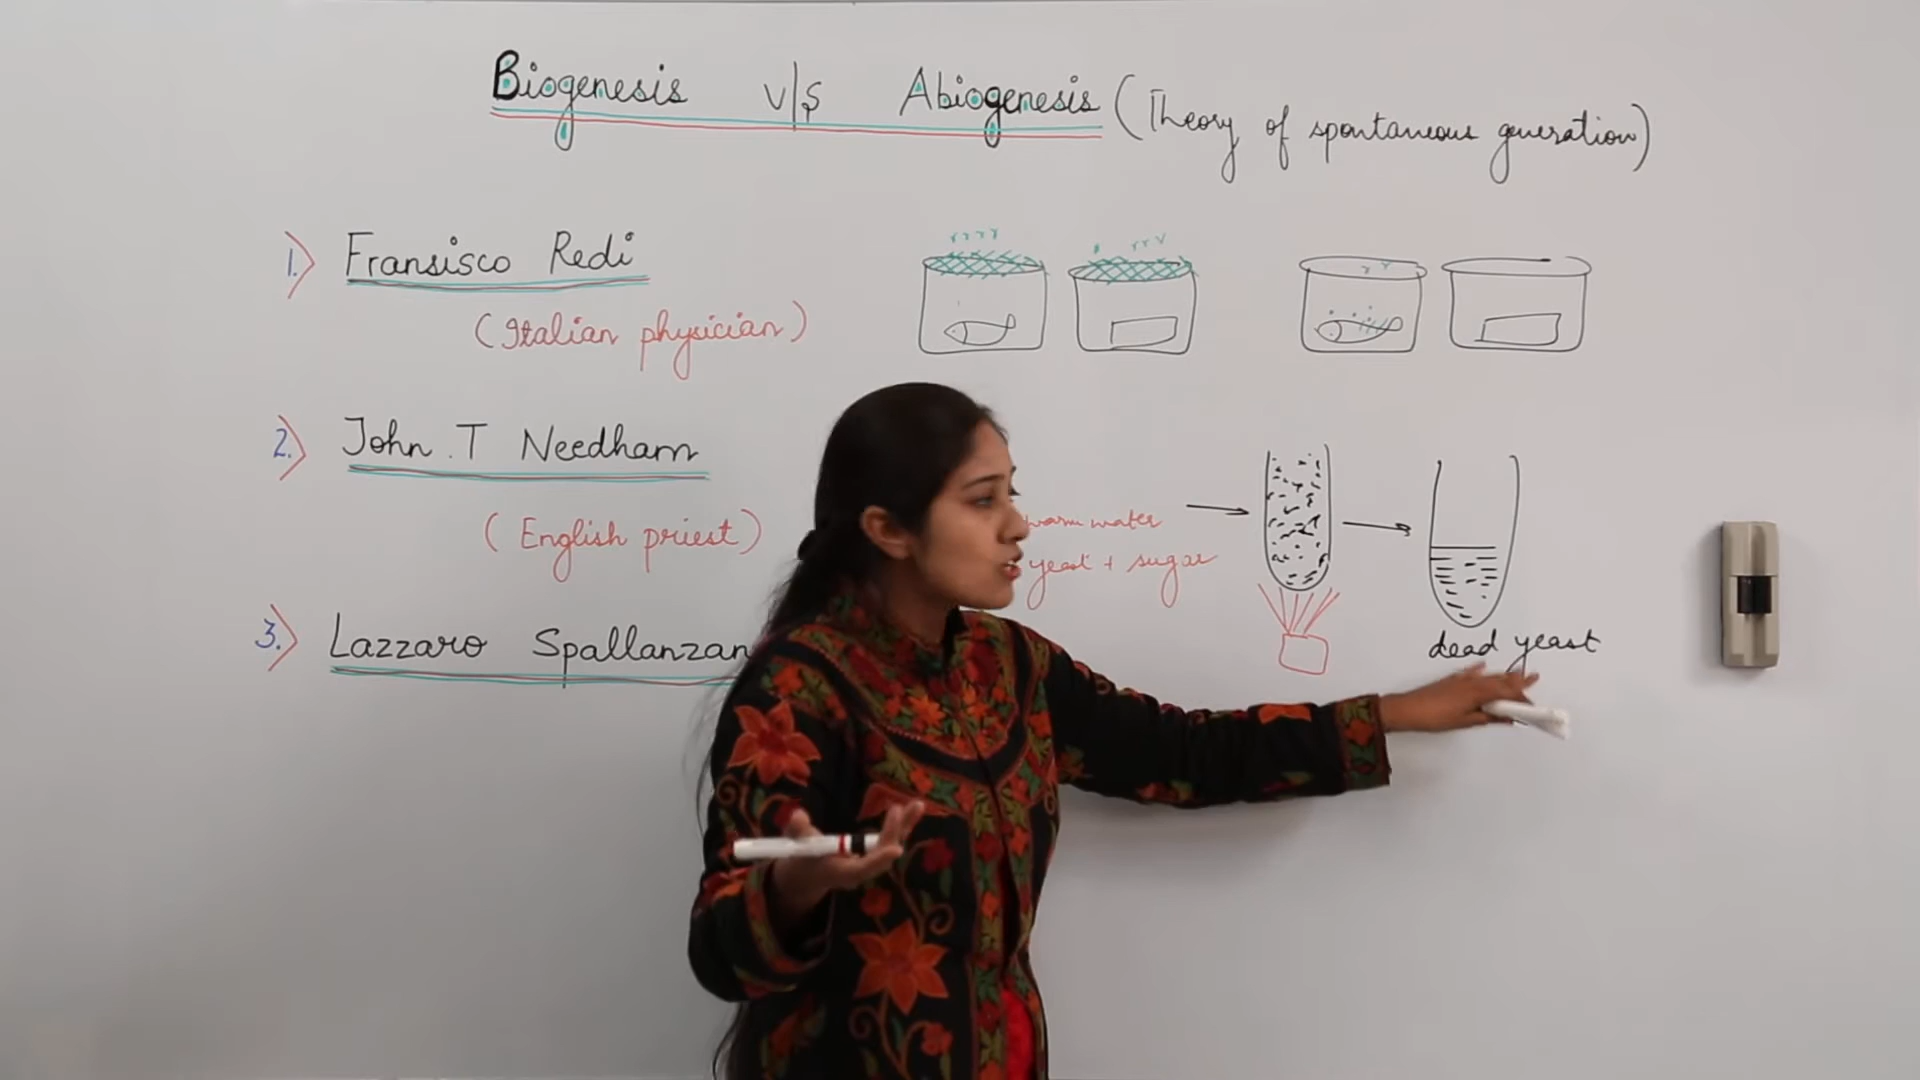 Biogenesis v/s Abiogenesis (Theory of spontaneous generation)
1. Fransisco Redi
(Italian physician)
2. John .T Needham
(English priest)
warm water
yeast + sugar
dead yeast
3. Lazzaro Spallanzan